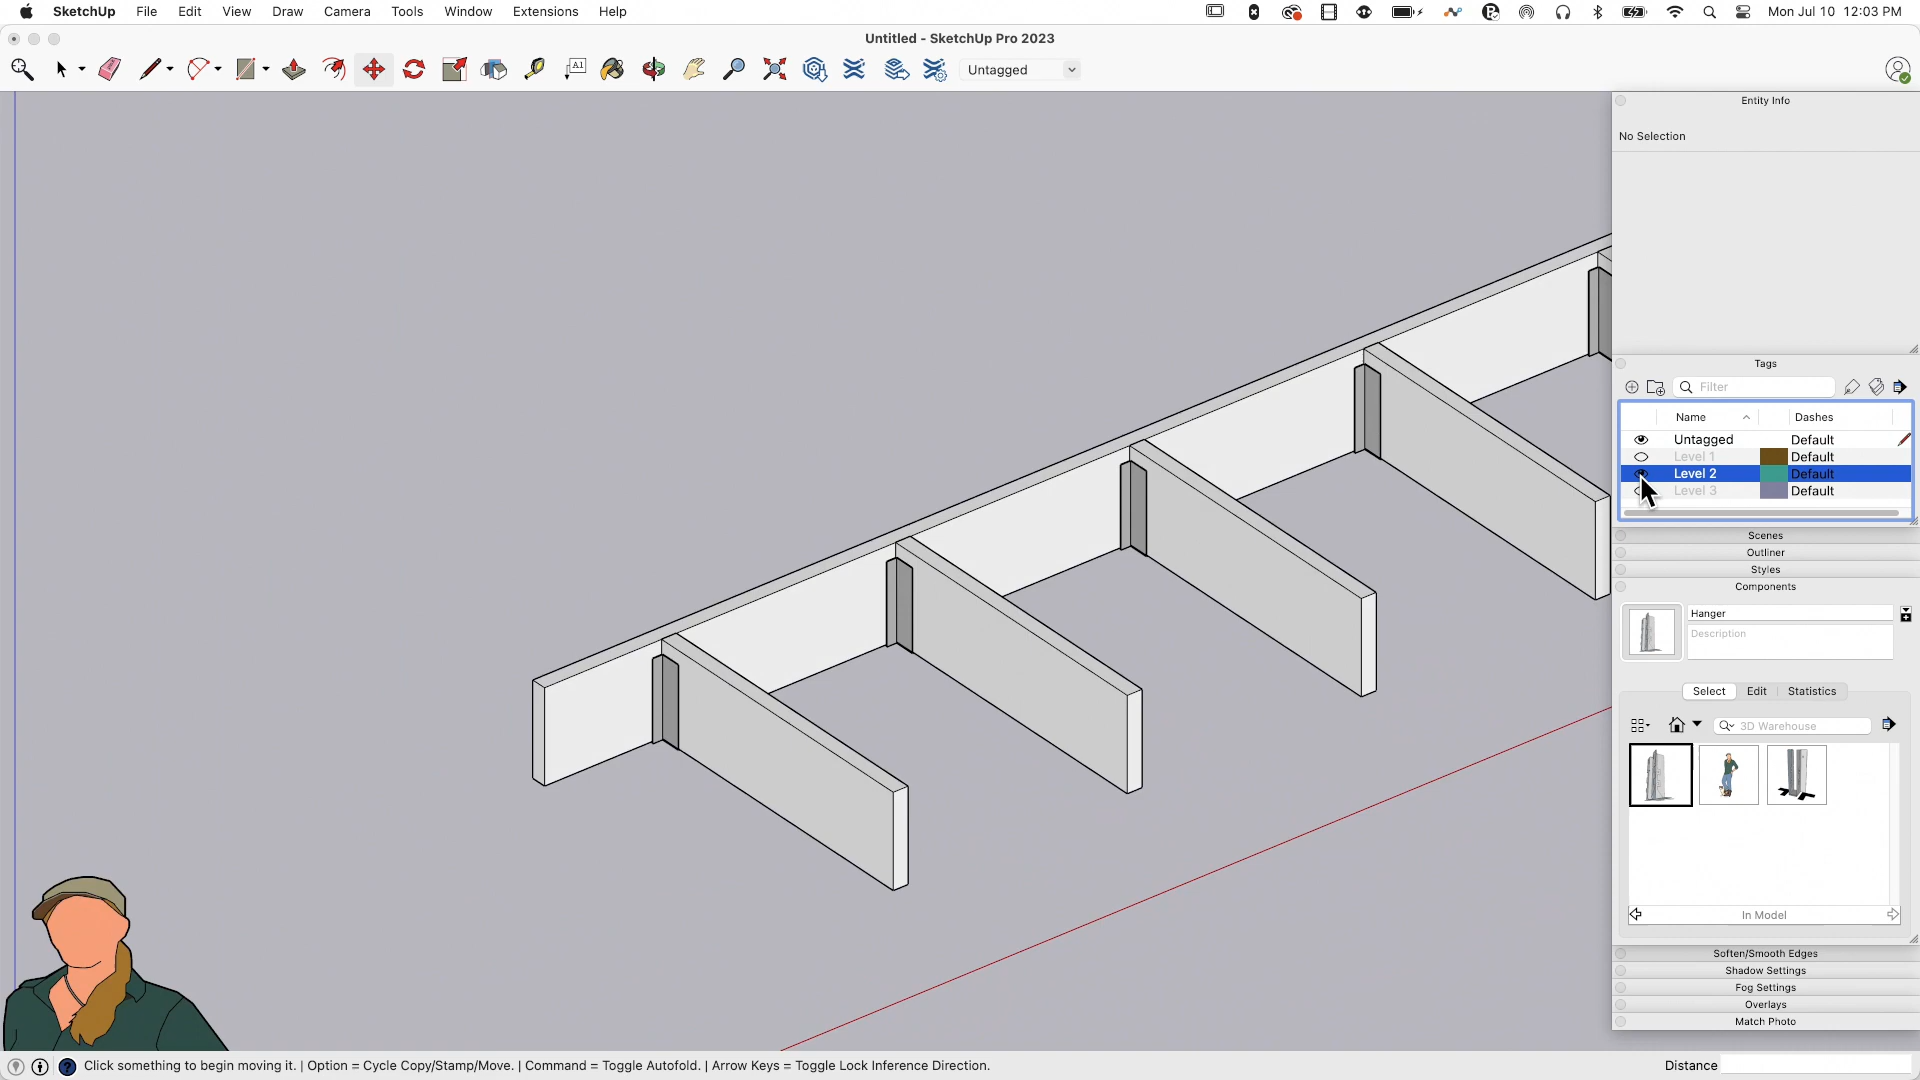 SketchUp File Edit View Draw Camera Tools Window Extensions Help Mon Jul 10 12:03 PM
Untitled - SketchUp Pro 2023
A1 Untagged
Entity Info
No Selection
Tags
Filter
Name Dashes
Untagged Default
Level 1 Default
Level 2 Default
Level 3 Default
Scenes
Outliner
Styles
Components
Hanger
Description
Select Edit Statistics
3D Warehouse
In Model
Soften/Smooth Edges
Shadow Settings
Fog Settings
Overlays
Match Photo
Click something to begin moving it. | Option = Cycle Copy/Stamp/Move. | Command = Toggle Autofold. | Arrow Keys = Toggle Lock Inference Direction. Distance